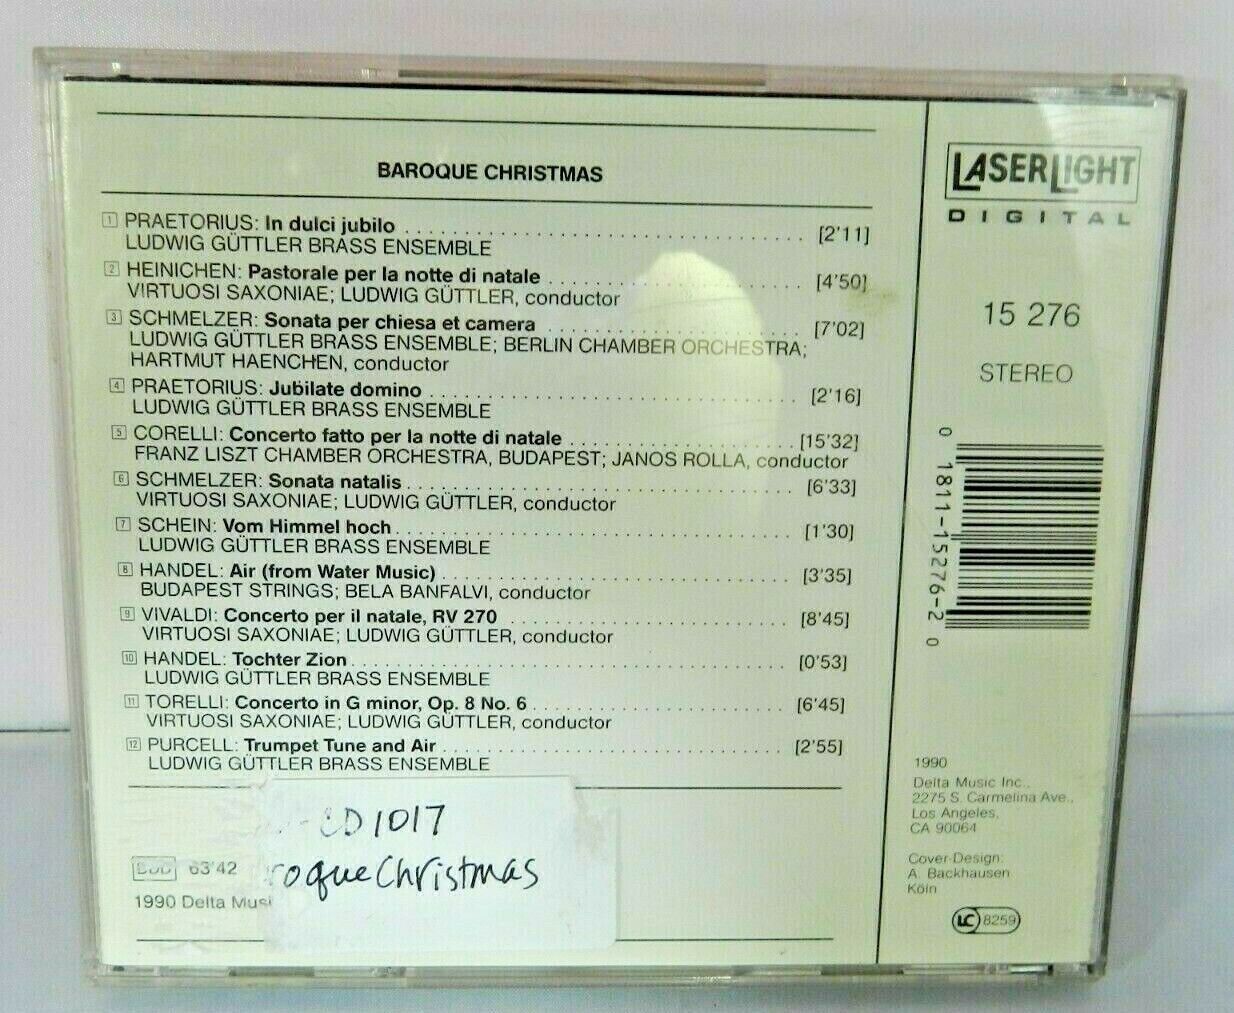 BAROQUE CHRISTMAS
1 PRAETORIUS: In dulci jubilo [2'11]
LUDWIG GÜTTLER BRASS ENSEMBLE
2 HEINICHEN: Pastorale per la notte di natale [4'50]
VIRTUOSI SAXONIAE; LUDWIG GÜTTLER, conductor
3 SCHMELZER: Sonata per chiesa et camera [7'02]
LUDWIG GÜTTLER BRASS ENSEMBLE; BERLIN CHAMBER ORCHESTRA;
HARTMUT HAENCHEN, conductor
4 PRAETORIUS: Jubilate domino [2'16]
LUDWIG GÜTTLER BRASS ENSEMBLE
5 CORELLI: Concerto fatto per la notte di natale [15'32]
FRANZ LISZT CHAMBER ORCHESTRA, BUDAPEST; JANOS ROLLA, conductor
6 SCHMELZER: Sonata natalis [6'33]
VIRTUOSI SAXONIAE; LUDWIG GÜTTLER, conductor
7 SCHEIN: Vom Himmel hoch [1'30]
LUDWIG GÜTTLER BRASS ENSEMBLE
8 HANDEL: Air (from Water Music) [3'35]
BUDAPEST STRINGS; BELA BANFALVI, conductor
9 VIVALDI: Concerto per il natale, RV 270 [8'45]
VIRTUOSI SAXONIAE; LUDWIG GÜTTLER, conductor
10 HANDEL: Tochter Zion [0'53]
LUDWIG GÜTTLER BRASS ENSEMBLE
11 TORELLI: Concerto in G minor, Op. 8 No. 6 [6'45]
VIRTUOSI SAXONIAE; LUDWIG GÜTTLER, conductor
12 PURCELL: Trumpet Tune and Air [2'55]
LUDWIG GÜTTLER BRASS ENSEMBLE
CD1017
roqueChristmas
63'42
1990 Delta Musi
LASERLIGHT
DIGITAL
15 276
STEREO
0 1811-15276-2 0
1990
Delta Music Inc.,
2275 S. Carmelina Ave.,
Los Angeles,
CA 90064
Cover-Design:
A. Backhausen
Köln
LC 8259